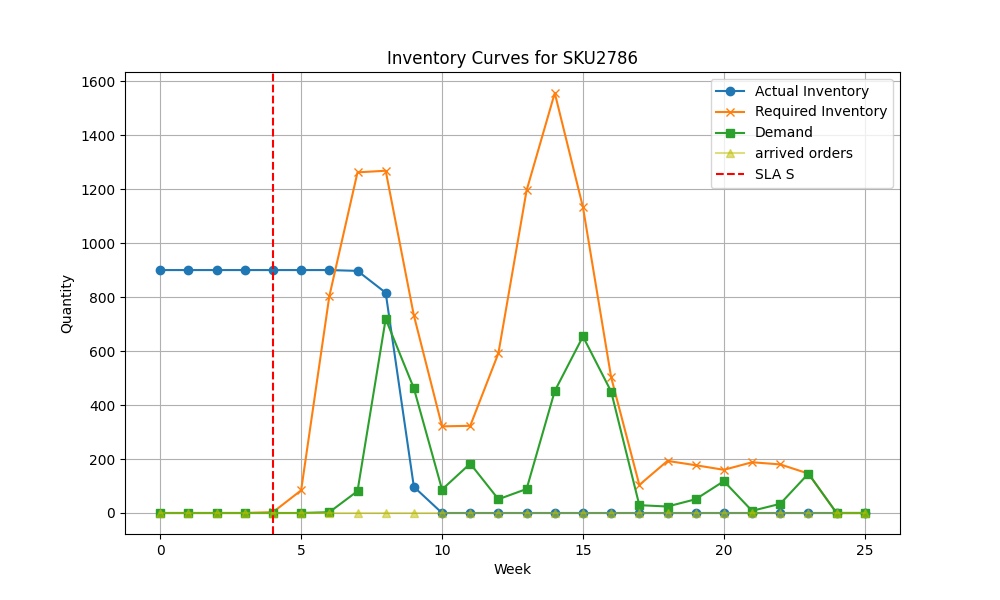 Inventory Curves for SKU2786
1600
1400
1200
1000
800
600
400
200
0
Quantity
Actual Inventory
Required Inventory
Demand
arrived orders
SLA S
0 5 10 15 20 25
Week